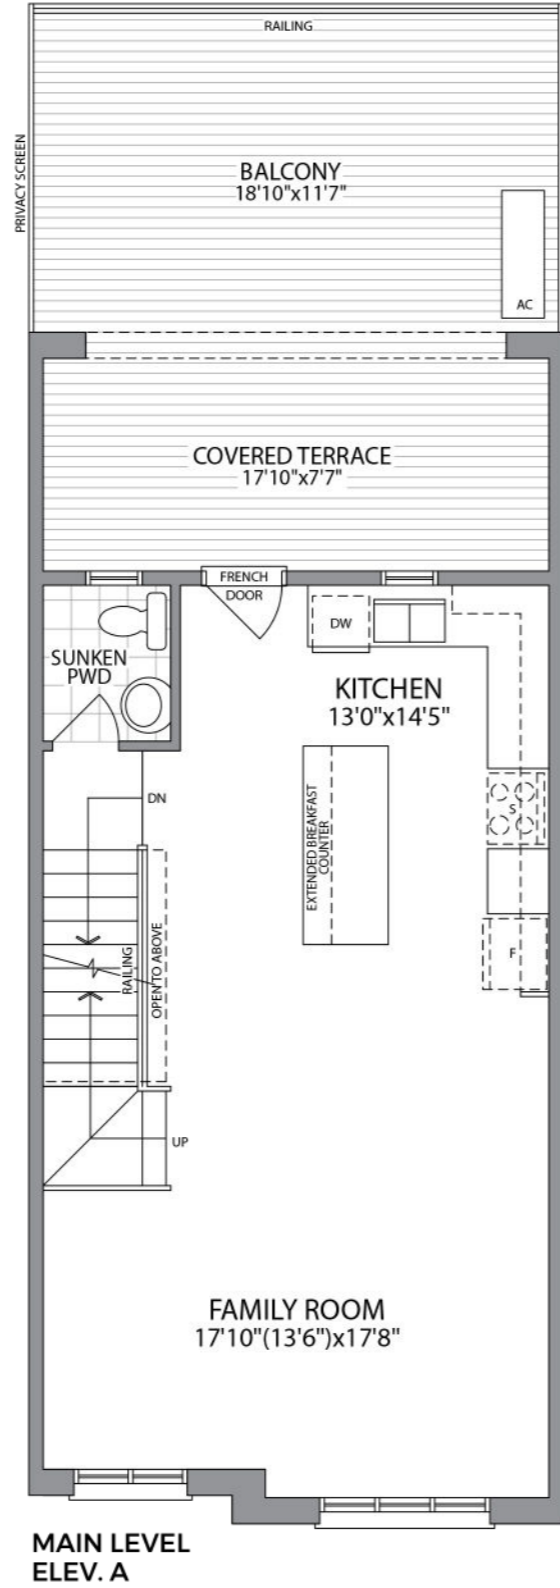 RAILING
PRIVACY SCREEN
BALCONY
18'10"x11'7"
AC
COVERED TERRACE
17'10"x7'7"
FRENCH
DOOR
DW
SUNKEN
PWD
KITCHEN
13'0"x14'5"
DN
EXTENDED BREAKFAST
COUNTER
S
RAILING
OPEN TO ABOVE
F
UP
FAMILY ROOM
17'10"(13'6")x17'8"
MAIN LEVEL
ELEV. A